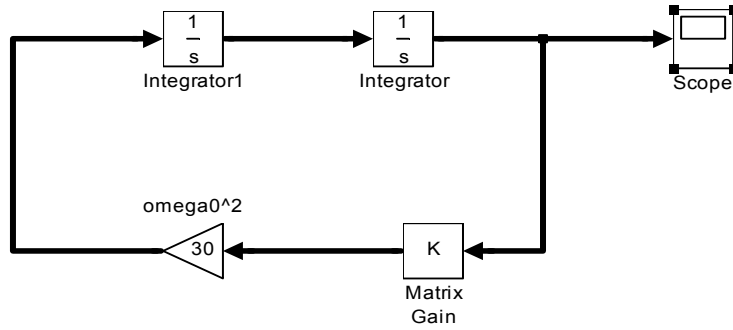 1
s
Integrator1
1
s
Integrator
Scope
omega0^2
30
K
Matrix
Gain